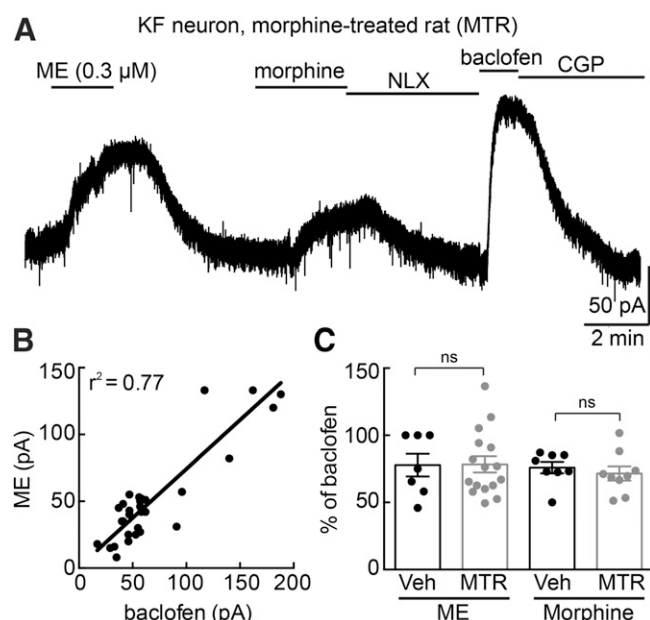 A
KF neuron, morphine-treated rat (MTR)
ME (0.3 µM)
morphine
NLX
baclofen
CGP
50 pA
2 min
B
150
100
50
0
ME (pA)
r² = 0.77
0 50 100 150 200
baclofen (pA)
C
150
100
50
0
% of baclofen
ns
ns
Veh MTR Veh MTR
ME Morphine